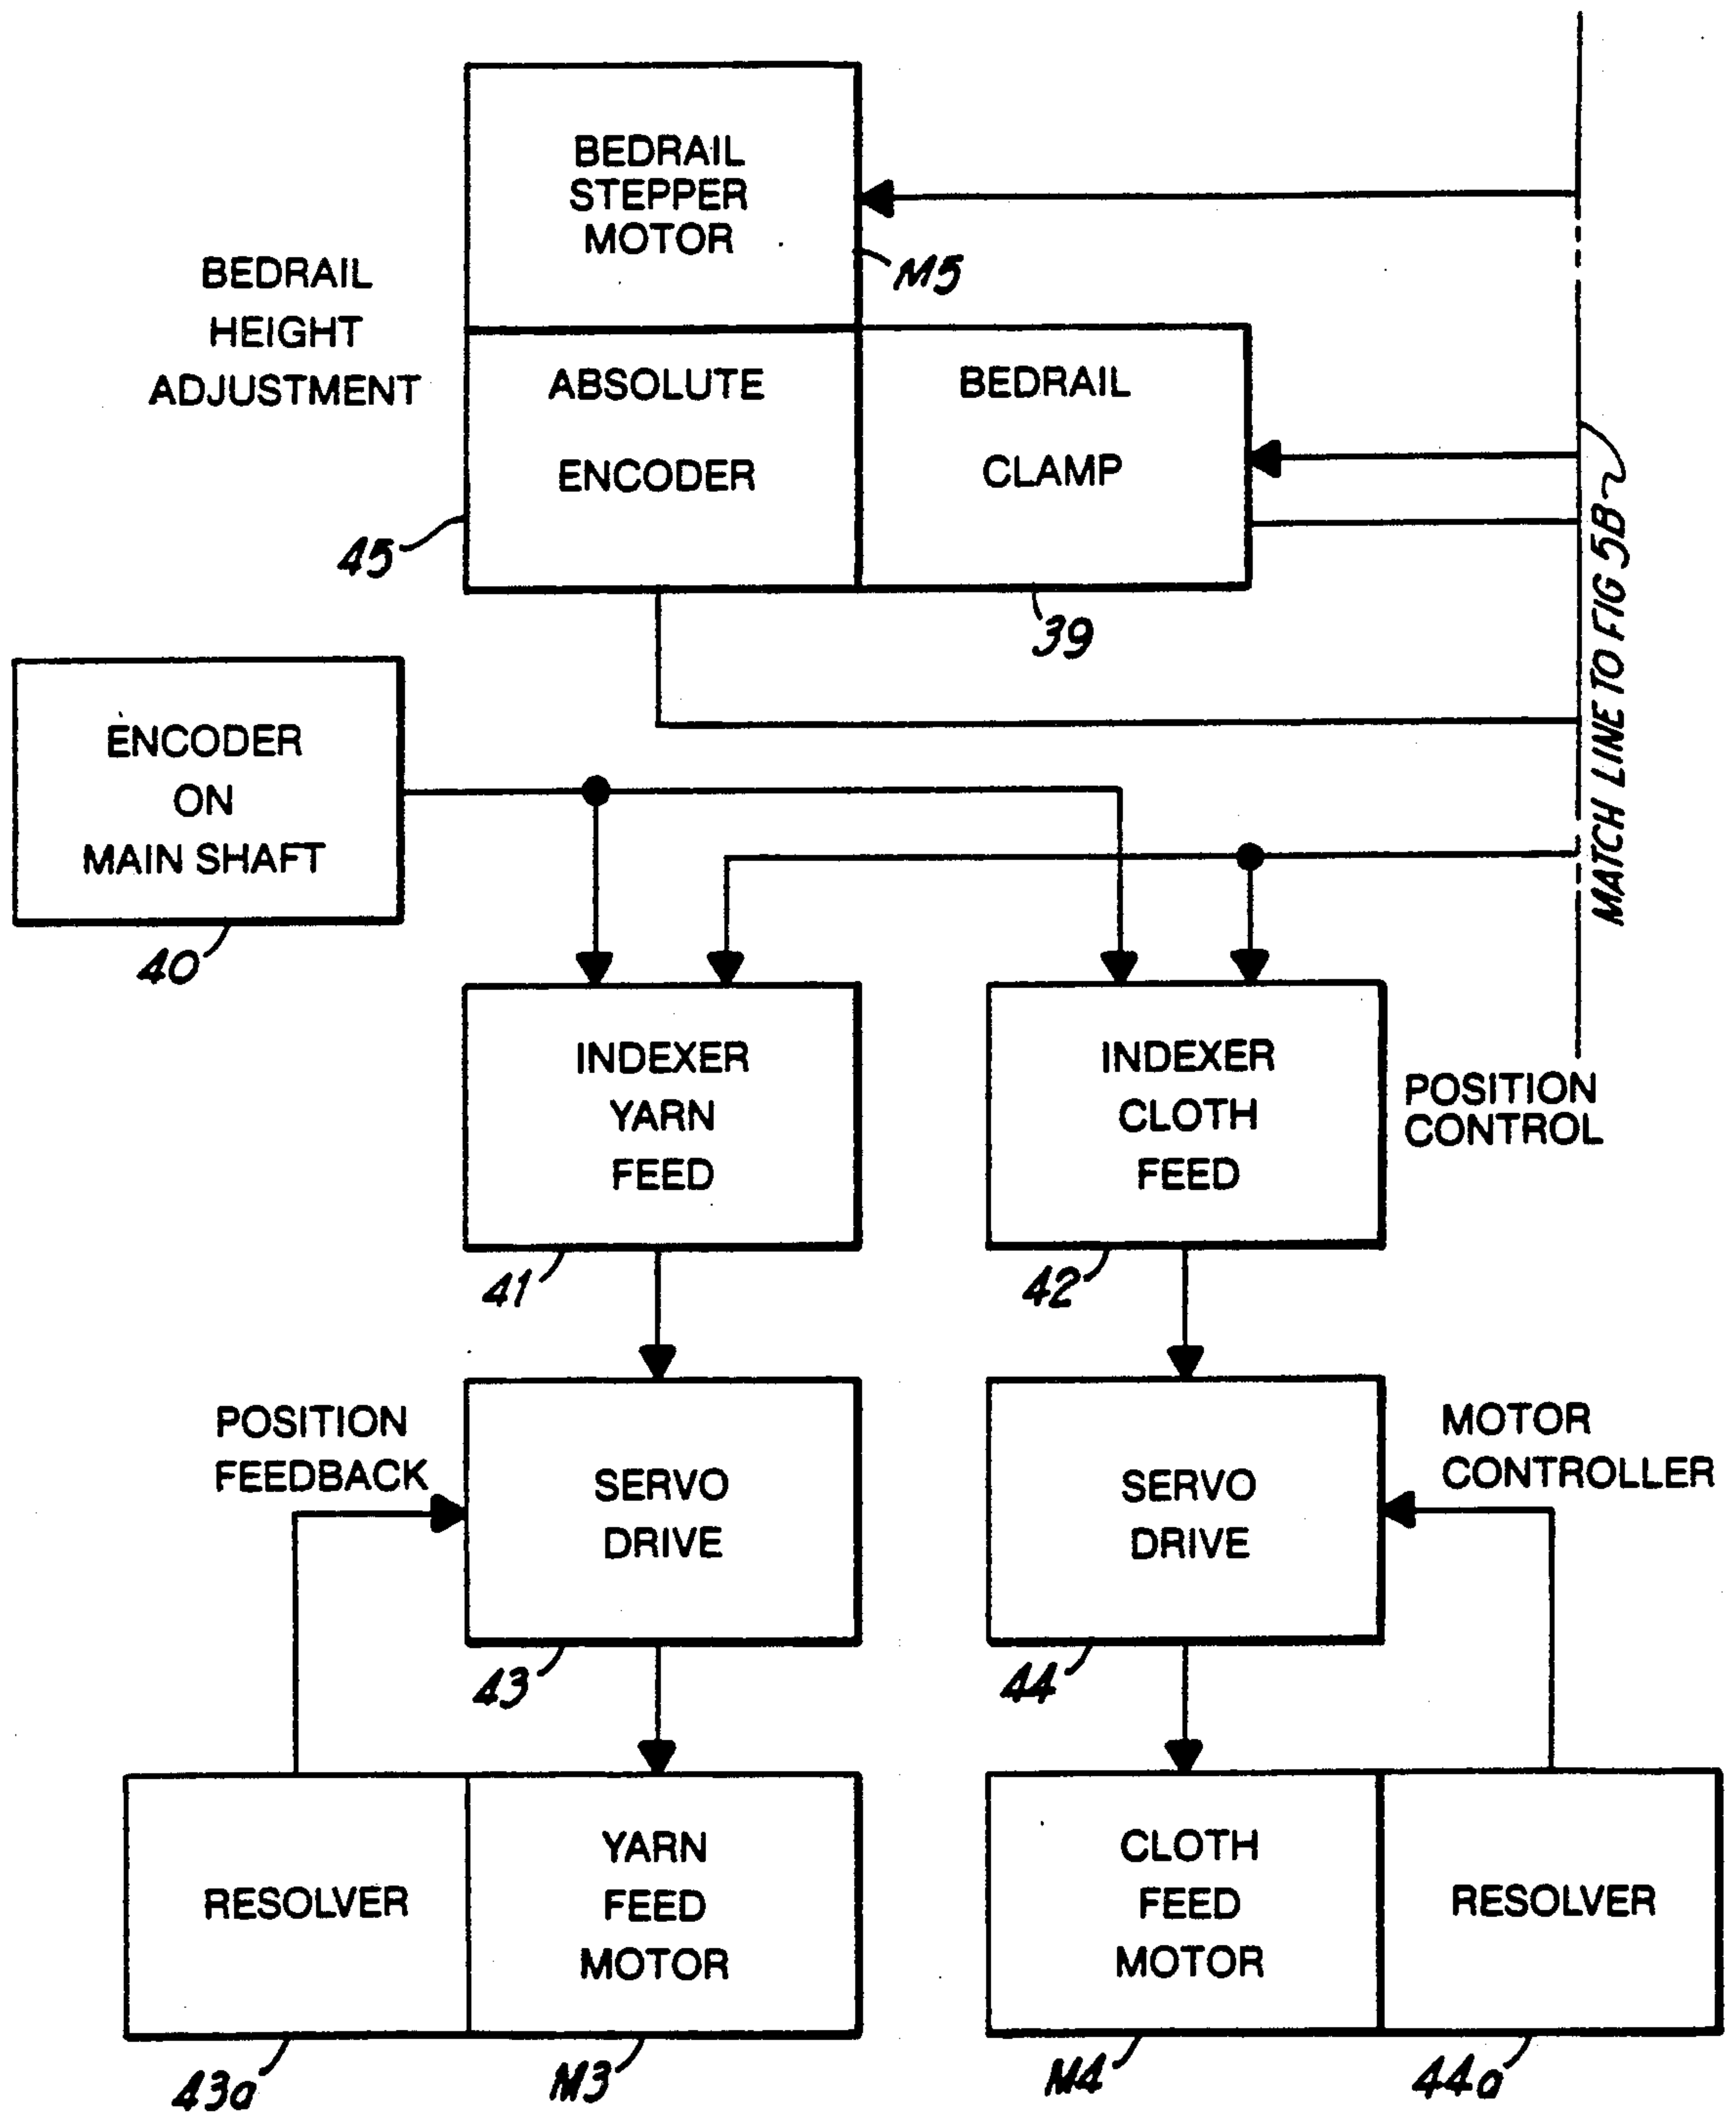 BEDRAIL
STEPPER
MOTOR
M5
BEDRAIL
HEIGHT
ADJUSTMENT
ABSOLUTE
ENCODER
BEDRAIL
CLAMP
45
39
MATCH LINE TO FIG 5B
ENCODER
ON
MAIN SHAFT
40
INDEXER
YARN
FEED
INDEXER
CLOTH
FEED
POSITION
CONTROL
41
42
POSITION
FEEDBACK
SERVO
DRIVE
SERVO
DRIVE
MOTOR
CONTROLLER
43
44
RESOLVER
YARN
FEED
MOTOR
CLOTH
FEED
MOTOR
RESOLVER
43a
M3
M4
44a